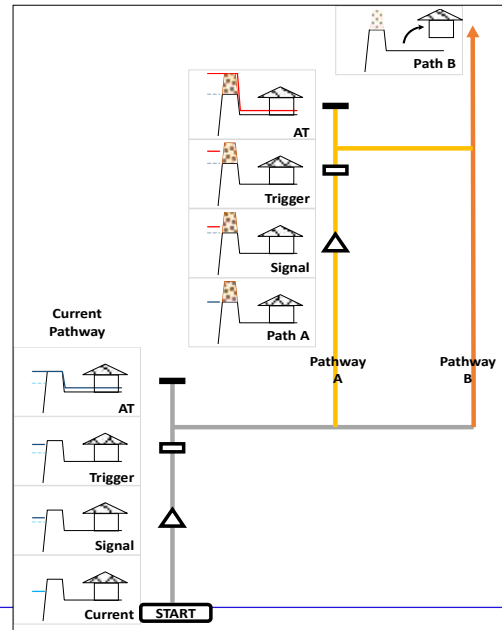 Path B
AT
Trigger
Signal
Path A
Pathway
A
Pathway
B
Current
Pathway
AT
Trigger
Signal
Current
START